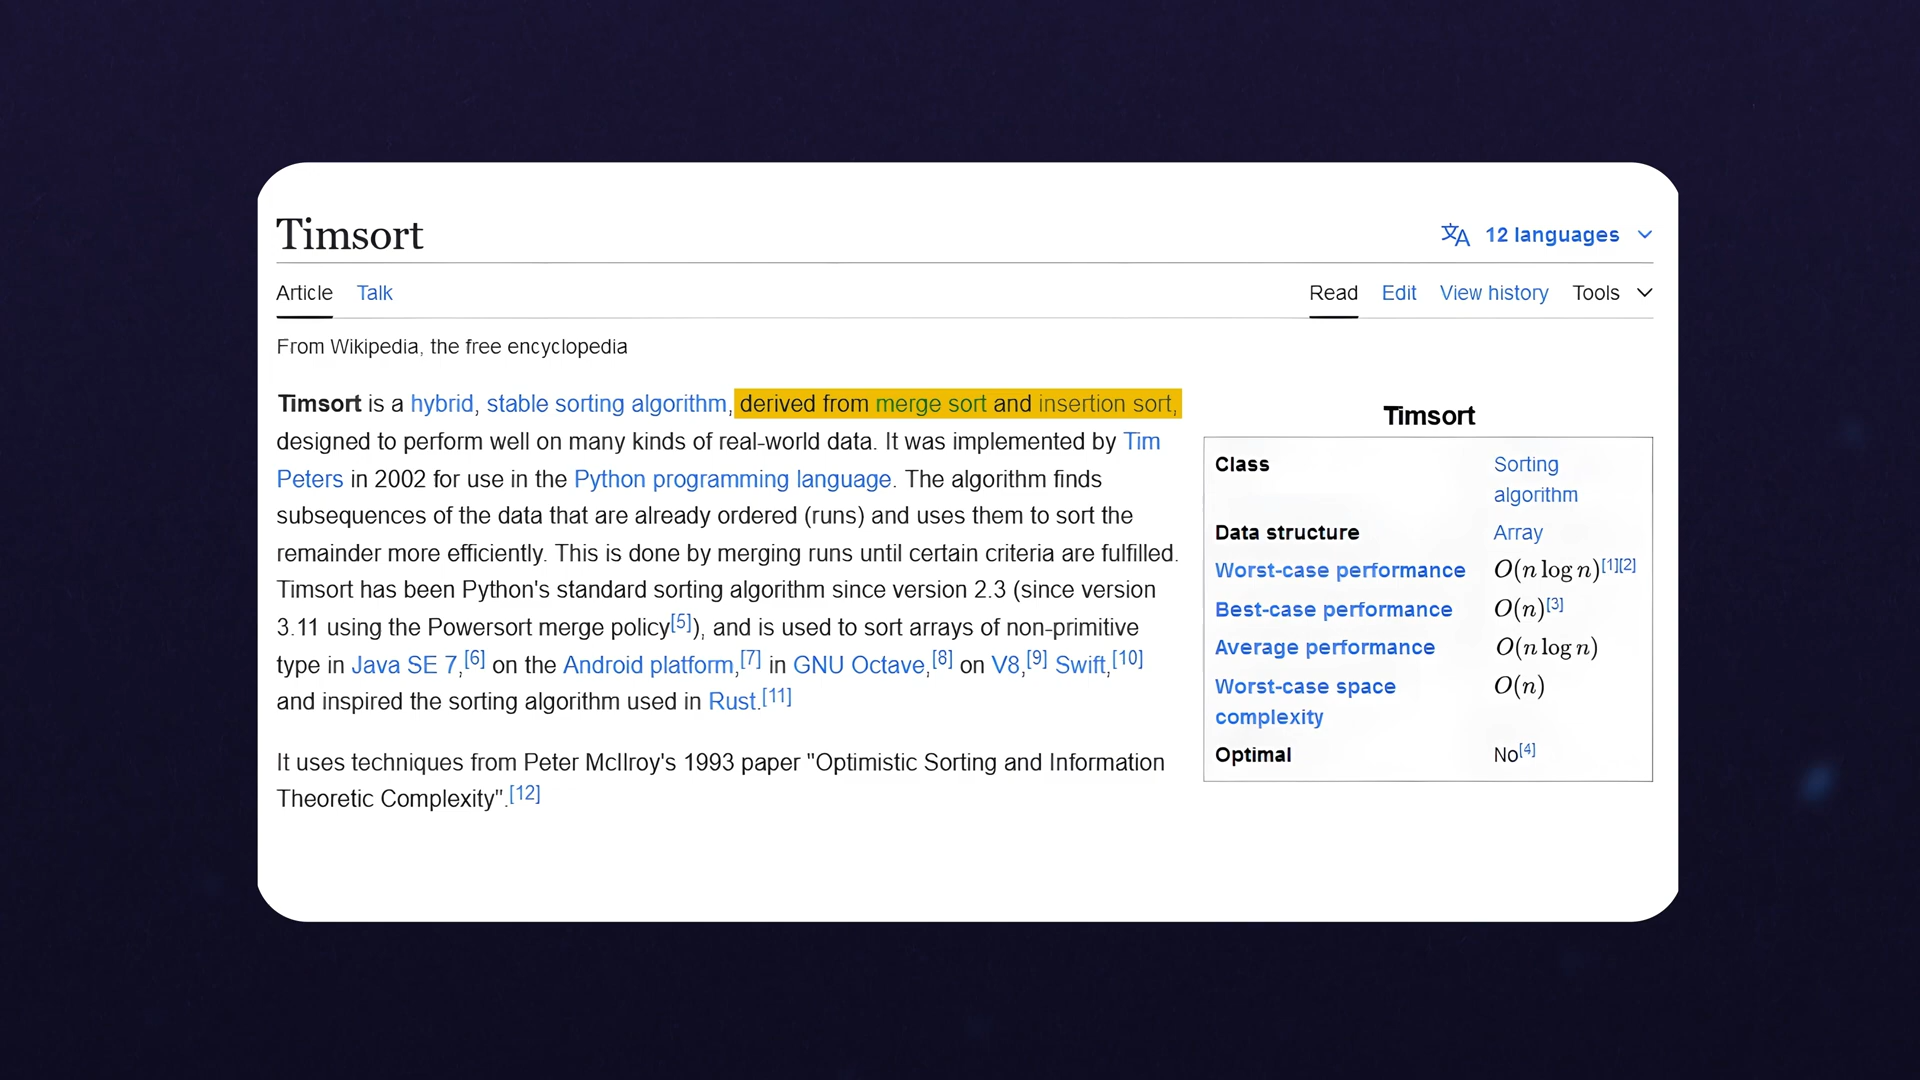 Timsort
文A 12 languages
Article Talk
Read Edit View history Tools
From Wikipedia, the free encyclopedia
Timsort is a hybrid, stable sorting algorithm, derived from merge sort and insertion sort,
designed to perform well on many kinds of real-world data. It was implemented by Tim
Peters in 2002 for use in the Python programming language. The algorithm finds
subsequences of the data that are already ordered (runs) and uses them to sort the
remainder more efficiently. This is done by merging runs until certain criteria are fulfilled.
Timsort has been Python's standard sorting algorithm since version 2.3 (since version
3.11 using the Powersort merge policy[5]), and is used to sort arrays of non-primitive
type in Java SE 7,[6] on the Android platform,[7] in GNU Octave,[8] on V8,[9] Swift,[10]
and inspired the sorting algorithm used in Rust.[11]
It uses techniques from Peter McIlroy's 1993 paper "Optimistic Sorting and Information
Theoretic Complexity".[12]
Timsort
Class Sorting
algorithm
Data structure Array
Worst-case performance O(n log n)[1][2]
Best-case performance O(n)[3]
Average performance O(n log n)
Worst-case space O(n)
complexity
Optimal No[4]